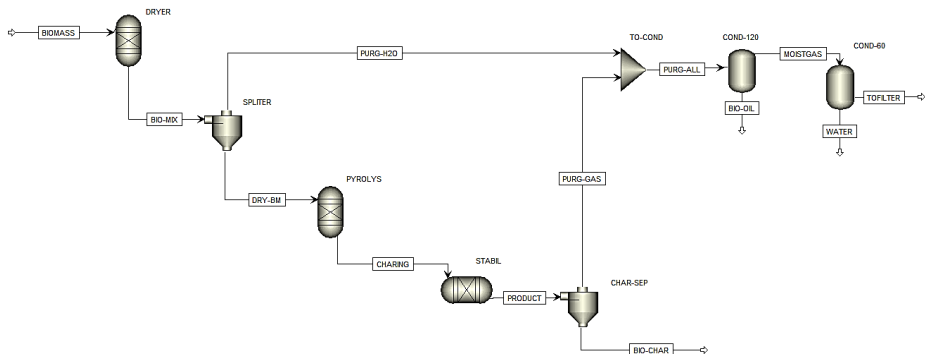 DRYER
BIOMASS
PURG-H2O
TO-COND
COND-120
MOISTGAS
COND-60
PURG-ALL
TOFILTER
BIO-OIL
WATER
SPLITER
BIO-MIX
PYROLYS
PURG-GAS
DRY-BM
CHARING
STABIL
CHAR-SEP
PRODUCT
BIO-CHAR